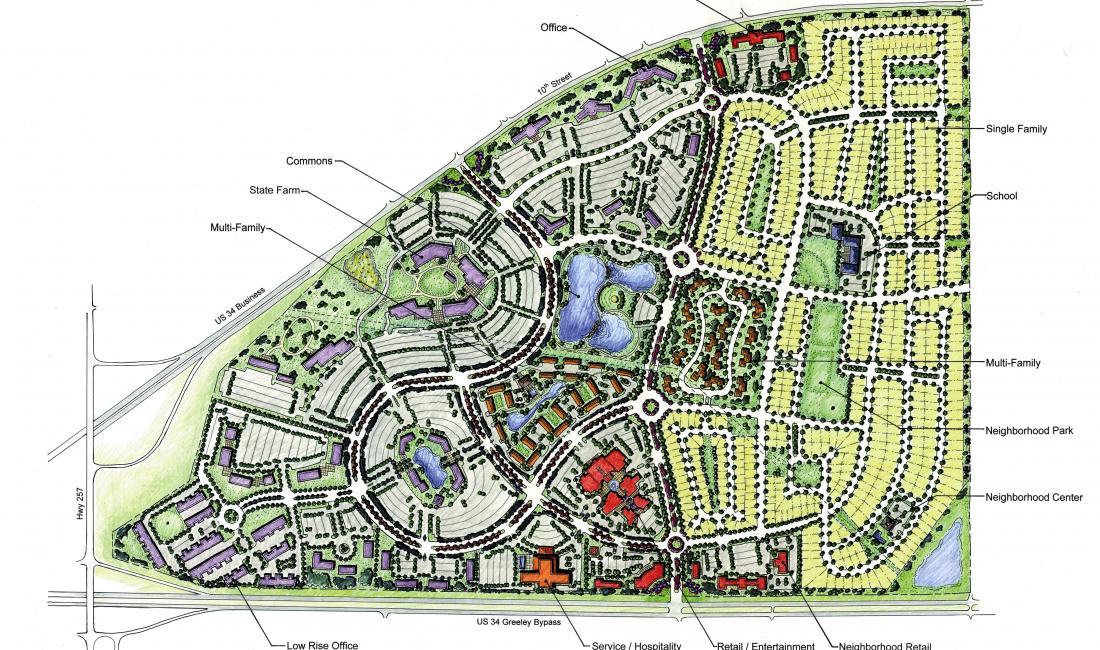 Office
10th Street
Single Family
Commons
State Farm
School
Multi-Family
US 34 Business
Multi-Family
Neighborhood Park
Neighborhood Center
Hwy 257
US 34 Greeley Bypass
Low Rise Office
Service / Hospitality
Retail / Entertainment
Neighborhood Retail